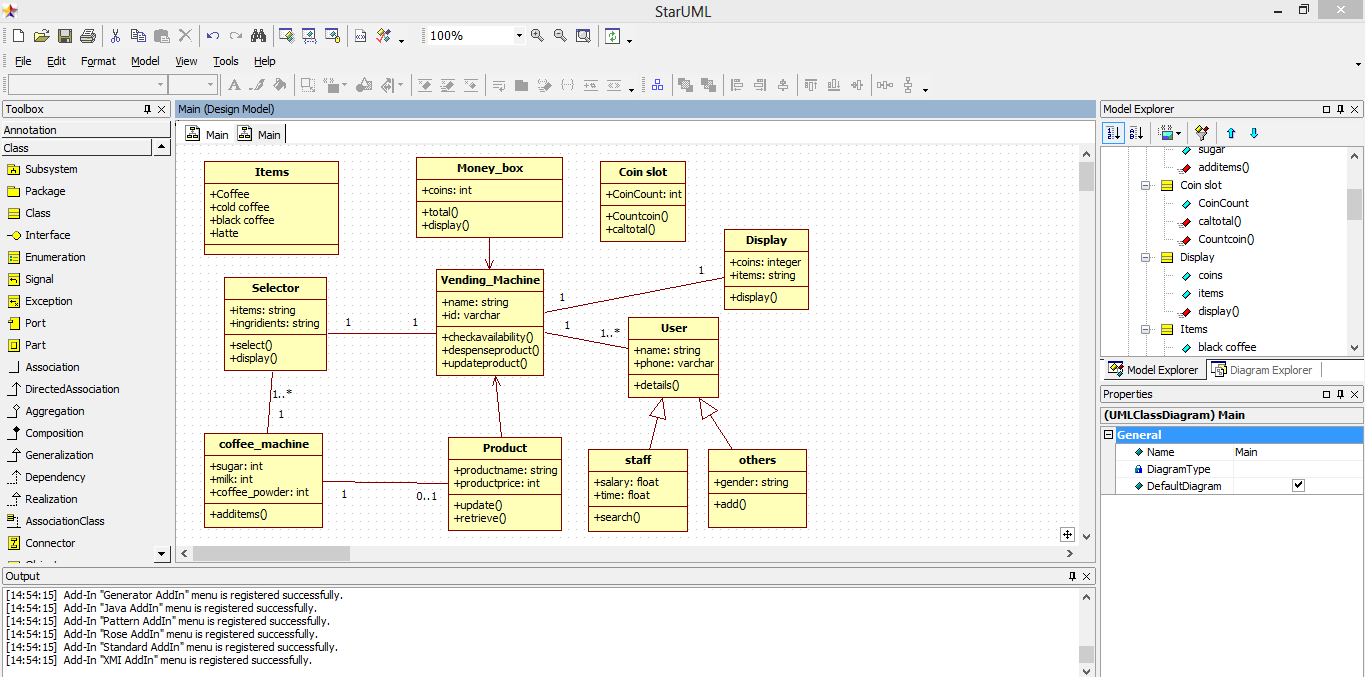 StarUML
100%
File Edit Format Model View Tools Help
Toolbox
Annotation
Class
Subsystem
Package
Class
Interface
Enumeration
Signal
Exception
Port
Part
Association
DirectedAssociation
Aggregation
Composition
Generalization
Dependency
Realization
AssociationClass
Connector
Main (Design Model)
Main Main
Items
+Coffee
+cold coffee
+black coffee
+latte
Money_box
+coins: int
+total()
+display()
Coin slot
+CoinCount: int
+Countcoin()
+caltotal()
Display
+coins: integer
+items: string
+display()
Selector
+items: string
+ingridients: string
+select()
+display()
1 1
Vending_Machine
+name: string
+id: varchar
+checkavailability()
+despenseproduct()
+updateproduct()
1 1
1 1..*
User
+name: string
+phone: varchar
+details()
1..*
1
coffee_machine
+sugar: int
+milk: int
+coffee_powder: int
+additems()
1 0..1
Product
+productname: string
+productprice: int
+update()
+retrieve()
staff
+salary: float
+time: float
+search()
others
+gender: string
+add()
Model Explorer
sugar
additems()
Coin slot
CoinCount
caltotal()
Countcoin()
Display
coins
items
display()
Items
black coffee
Model Explorer Diagram Explorer
Properties
(UMLClassDiagram) Main
General
Name Main
DiagramType
DefaultDiagram
Output
[14:54:15] Add-In "Generator AddIn" menu is registered successfully.
[14:54:15] Add-In "Java AddIn" menu is registered successfully.
[14:54:15] Add-In "Pattern AddIn" menu is registered successfully.
[14:54:15] Add-In "Rose AddIn" menu is registered successfully.
[14:54:15] Add-In "Standard AddIn" menu is registered successfully.
[14:54:15] Add-In "XMI AddIn" menu is registered successfully.